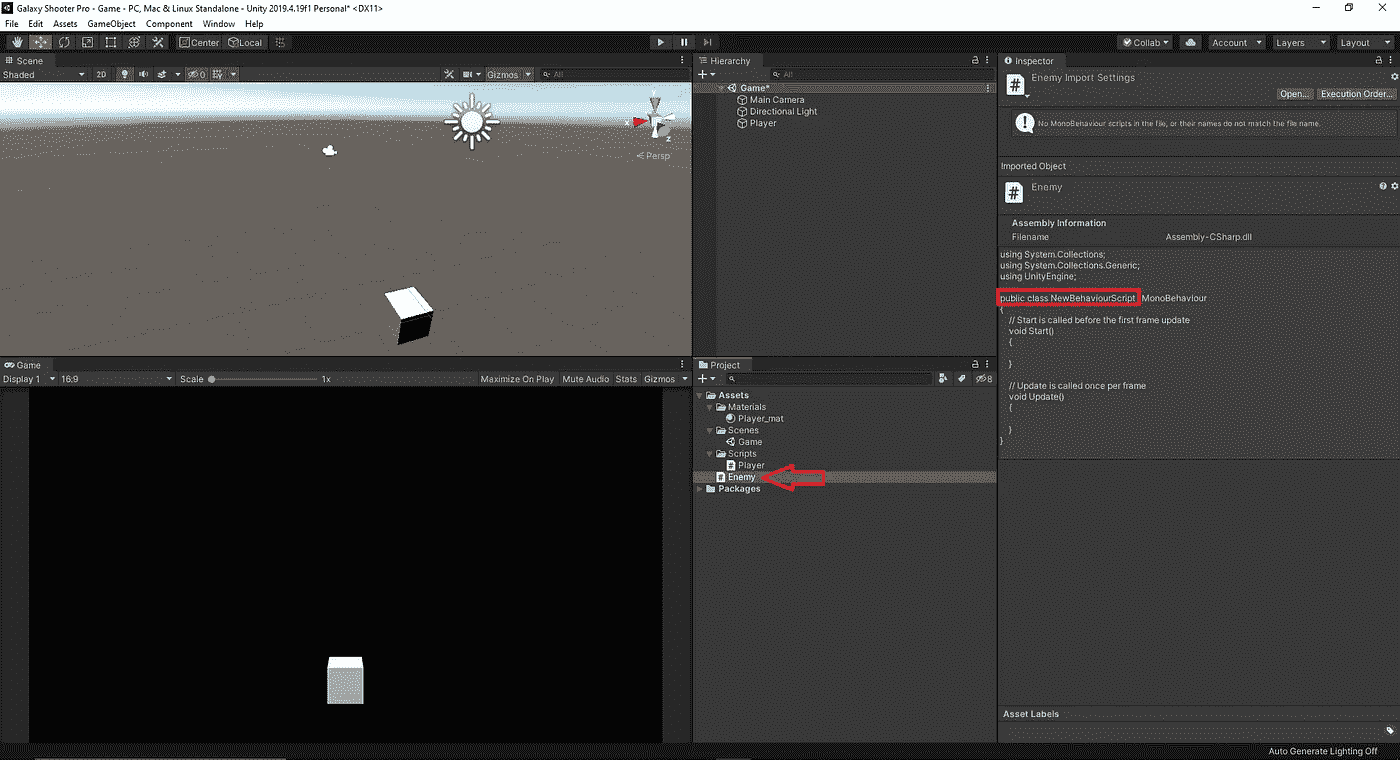 Galaxy Shooter Pro - Game - PC, Mac & Linux Standalone - Unity 2019.4.19f1 Personal* <DX11>
File Edit Assets GameObject Component Window Help
Center Local
Collab Account Layers Layout
Scene
Shaded 2D 0 Gizmos All
x z
Persp
Game
Display 1 16:9 Scale 1x Maximize On Play Mute Audio Stats Gizmos
Hierarchy
All
Game*
Main Camera
Directional Light
Player
Project
8
Assets
Materials
Player_mat
Scenes
Game
Scripts
Player
Enemy
Packages
Inspector
Enemy Import Settings
Open... Execution Order...
No MonoBehaviour scripts in the file, or their names do not match the file name.
Imported Object
Enemy
Assembly Information
Filename Assembly-CSharp.dll
using System.Collections;
using System.Collections.Generic;
using UnityEngine;
public class NewBehaviourScript MonoBehaviour
{
// Start is called before the first frame update
void Start()
{
}
// Update is called once per frame
void Update()
{
}
}
Asset Labels
Auto Generate Lighting Off